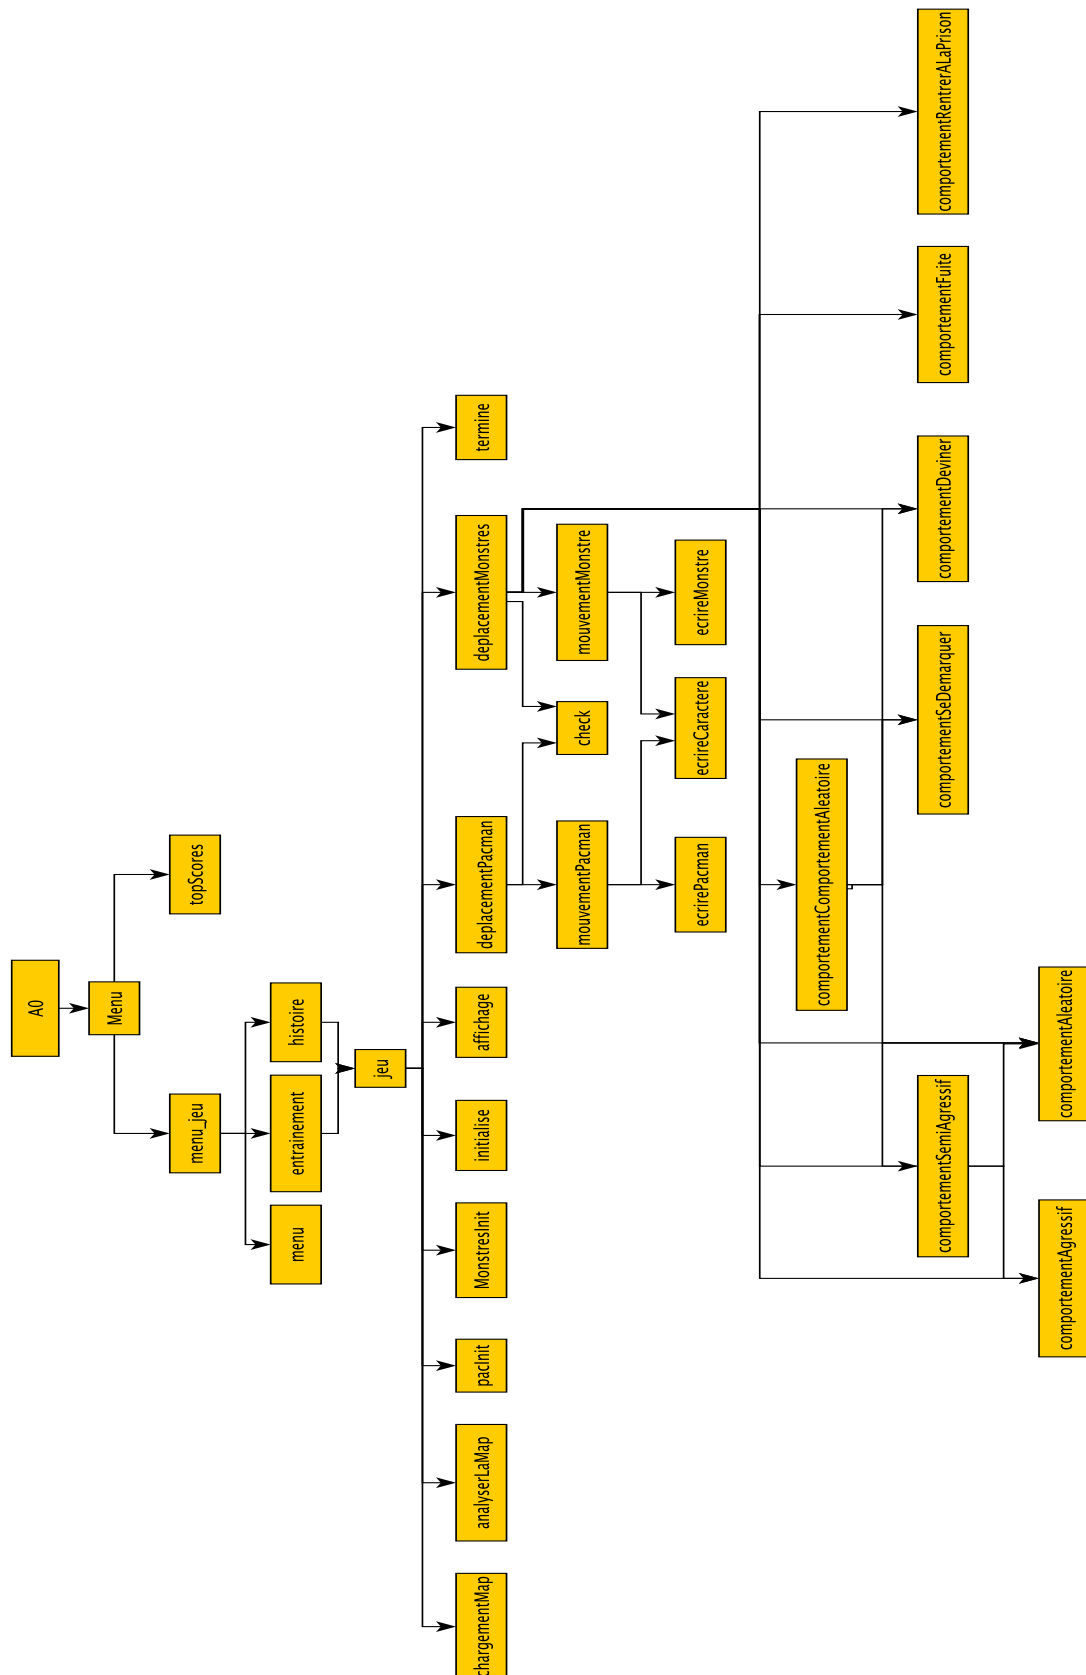 A0
Menu
menu_jeu
topScores
menu
entrainement
histoire
jeu
chargementMap
analyserLaMap
pacInit
MonstresInit
initialise
affichage
deplacementPacman
deplacementMonstres
termine
mouvementPacman
check
mouvementMonstre
ecrirePacman
ecrireCaractere
ecrireMonstre
comportementComportementAleatoire
comportementSemiAgressif
comportementSeDemarquer
comportementDeviner
comportementFuite
comportementRentrerALaPrison
comportementAgressif
comportementAleatoire